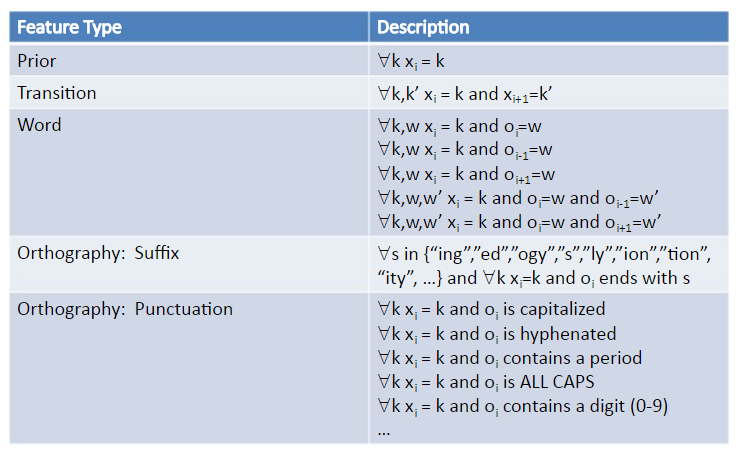 Feature Type Description
Prior ∀k xᵢ = k
Transition ∀k,k’ xᵢ = k and xᵢ₊₁=k’
Word ∀k,w xᵢ = k and oᵢ=w
∀k,w xᵢ = k and oᵢ₋₁=w
∀k,w xᵢ = k and oᵢ₊₁=w
∀k,w,w’ xᵢ = k and oᵢ=w and oᵢ₋₁=w’
∀k,w,w’ xᵢ = k and oᵢ=w and oᵢ₊₁=w’
Orthography: Suffix ∀s in {“ing”,”ed”,”ogy”,”s”,”ly”,”ion”,”tion”,
“ity”, …} and ∀k xᵢ=k and oᵢ ends with s
Orthography: Punctuation ∀k xᵢ = k and oᵢ is capitalized
∀k xᵢ = k and oᵢ is hyphenated
∀k xᵢ = k and oᵢ contains a period
∀k xᵢ = k and oᵢ is ALL CAPS
∀k xᵢ = k and oᵢ contains a digit (0-9)
…